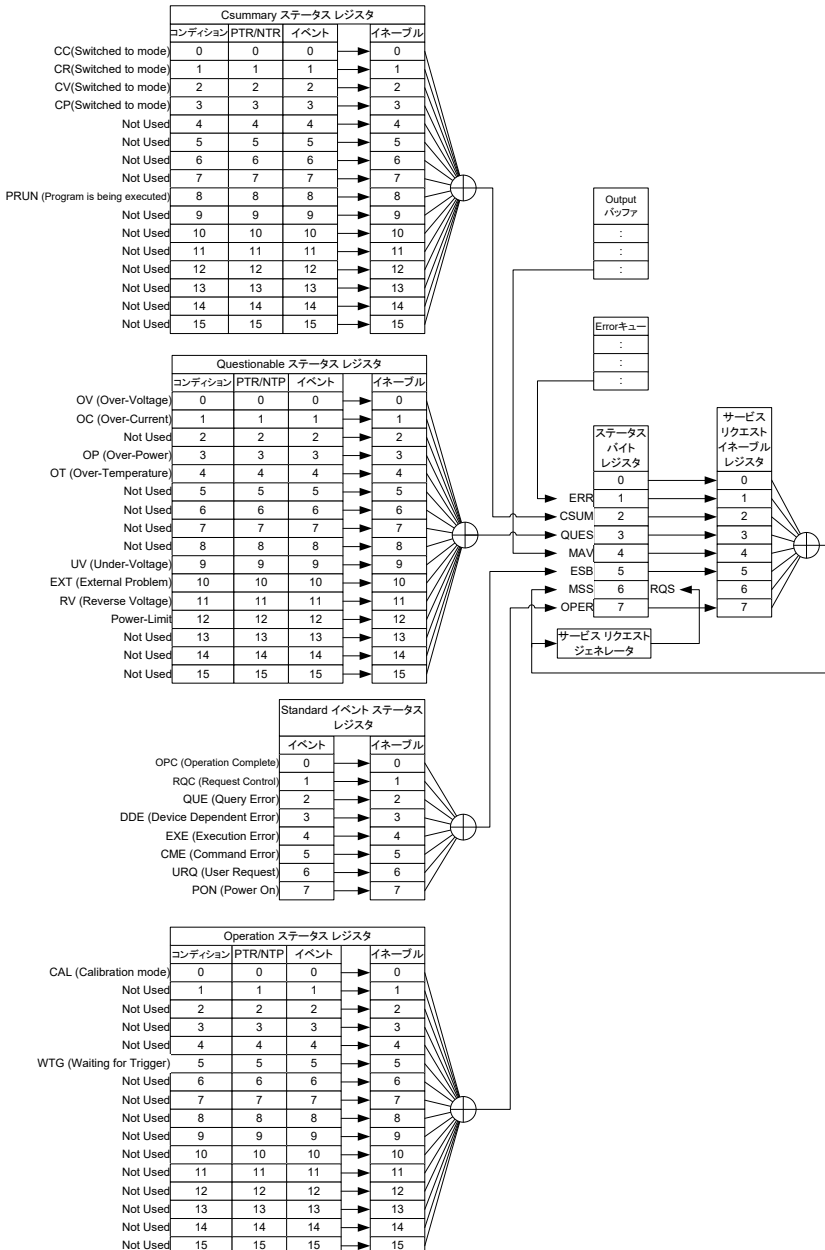 Csummary ステータス レジスタ
コンディション PTR/NTR イベント イネーブル
CC(Switched to mode) 0 0 0 0
CR(Switched to mode) 1 1 1 1
CV(Switched to mode) 2 2 2 2
CP(Switched to mode) 3 3 3 3
Not Used 4 4 4 4
Not Used 5 5 5 5
Not Used 6 6 6 6
Not Used 7 7 7 7
PRUN (Program is being executed) 8 8 8 8
Not Used 9 9 9 9
Not Used 10 10 10 10
Not Used 11 11 11 11
Not Used 12 12 12 12
Not Used 13 13 13 13
Not Used 14 14 14 14
Not Used 15 15 15 15
Output
バッファ
:
:
:
Errorキュー
:
:
:
Questionable ステータス レジスタ
コンディション PTR/NTP イベント イネーブル
OV (Over-Voltage) 0 0 0 0
OC (Over-Current) 1 1 1 1
Not Used 2 2 2 2
OP (Over-Power) 3 3 3 3
OT (Over-Temperature) 4 4 4 4
Not Used 5 5 5 5
Not Used 6 6 6 6
Not Used 7 7 7 7
Not Used 8 8 8 8
UV (Under-Voltage) 9 9 9 9
EXT (External Problem) 10 10 10 10
RV (Reverse Voltage) 11 11 11 11
Power-Limit 12 12 12 12
Not Used 13 13 13 13
Not Used 14 14 14 14
Not Used 15 15 15 15
ステータス
バイト
レジスタ
サービス
リクエスト
イネーブル
レジスタ
0 0
ERR 1 1
CSUM 2 2
QUES 3 3
MAV 4 4
ESB 5 5
MSS 6 RQS 6
OPER 7 7
サービス リクエスト
ジェネレータ
Standard イベント ステータス
レジスタ
イベント イネーブル
OPC (Operation Complete) 0 0
RQC (Request Control) 1 1
QUE (Query Error) 2 2
DDE (Device Dependent Error) 3 3
EXE (Execution Error) 4 4
CME (Command Error) 5 5
URQ (User Request) 6 6
PON (Power On) 7 7
Operation ステータス レジスタ
コンディション PTR/NTP イベント イネーブル
CAL (Calibration mode) 0 0 0 0
Not Used 1 1 1 1
Not Used 2 2 2 2
Not Used 3 3 3 3
Not Used 4 4 4 4
WTG (Waiting for Trigger) 5 5 5 5
Not Used 6 6 6 6
Not Used 7 7 7 7
Not Used 8 8 8 8
Not Used 9 9 9 9
Not Used 10 10 10 10
Not Used 11 11 11 11
Not Used 12 12 12 12
Not Used 13 13 13 13
Not Used 14 14 14 14
Not Used 15 15 15 15